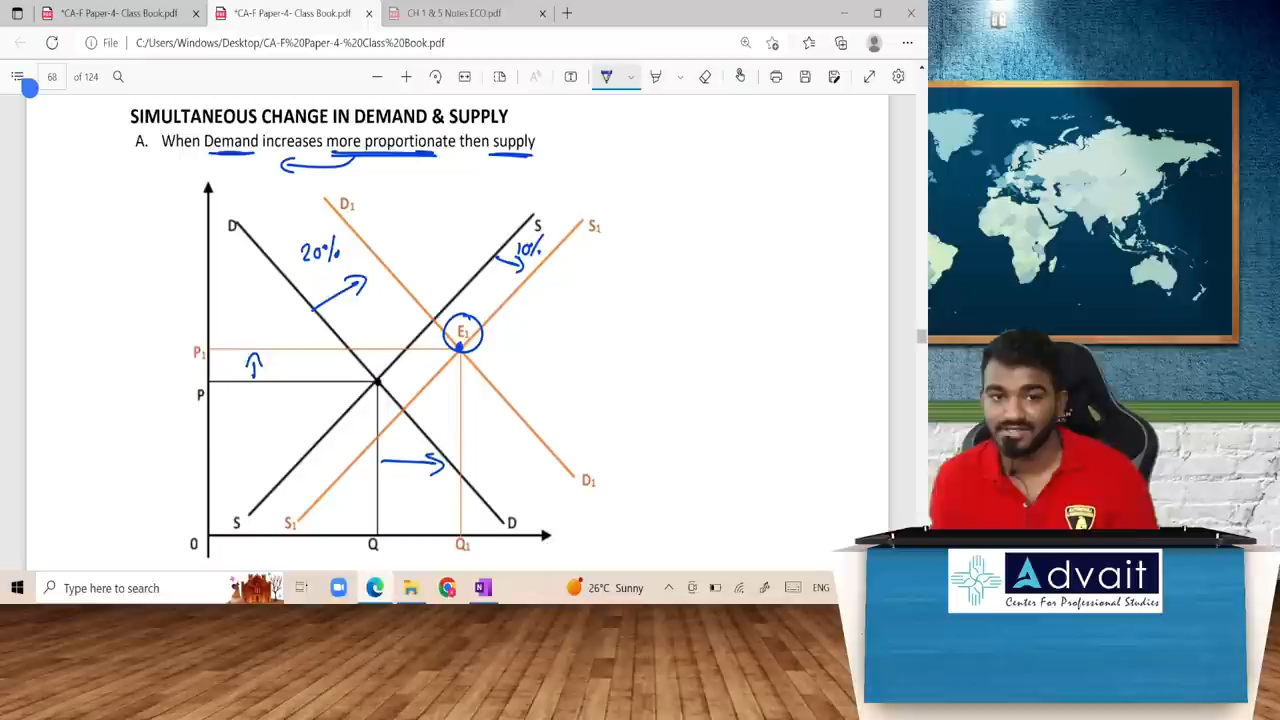 *CA-F Paper-4- Class Book.pdf
*CA-F Paper-4- Class Book.pdf
CH 1 & 5 Notes ECO.pdf
File
C:/Users/Windows/Desktop/CA-F%20Paper-4-%20Class%20Book.pdf
68 of 124
SIMULTANEOUS CHANGE IN DEMAND & SUPPLY
A. When Demand increases more proportionate then supply
D1
D
S
S1
20%
10%
E1
P1
P
D1
S
S1
D
0
Q
Q1
Type here to search
26°C Sunny
ENG
Advait
Center For Professional Studies